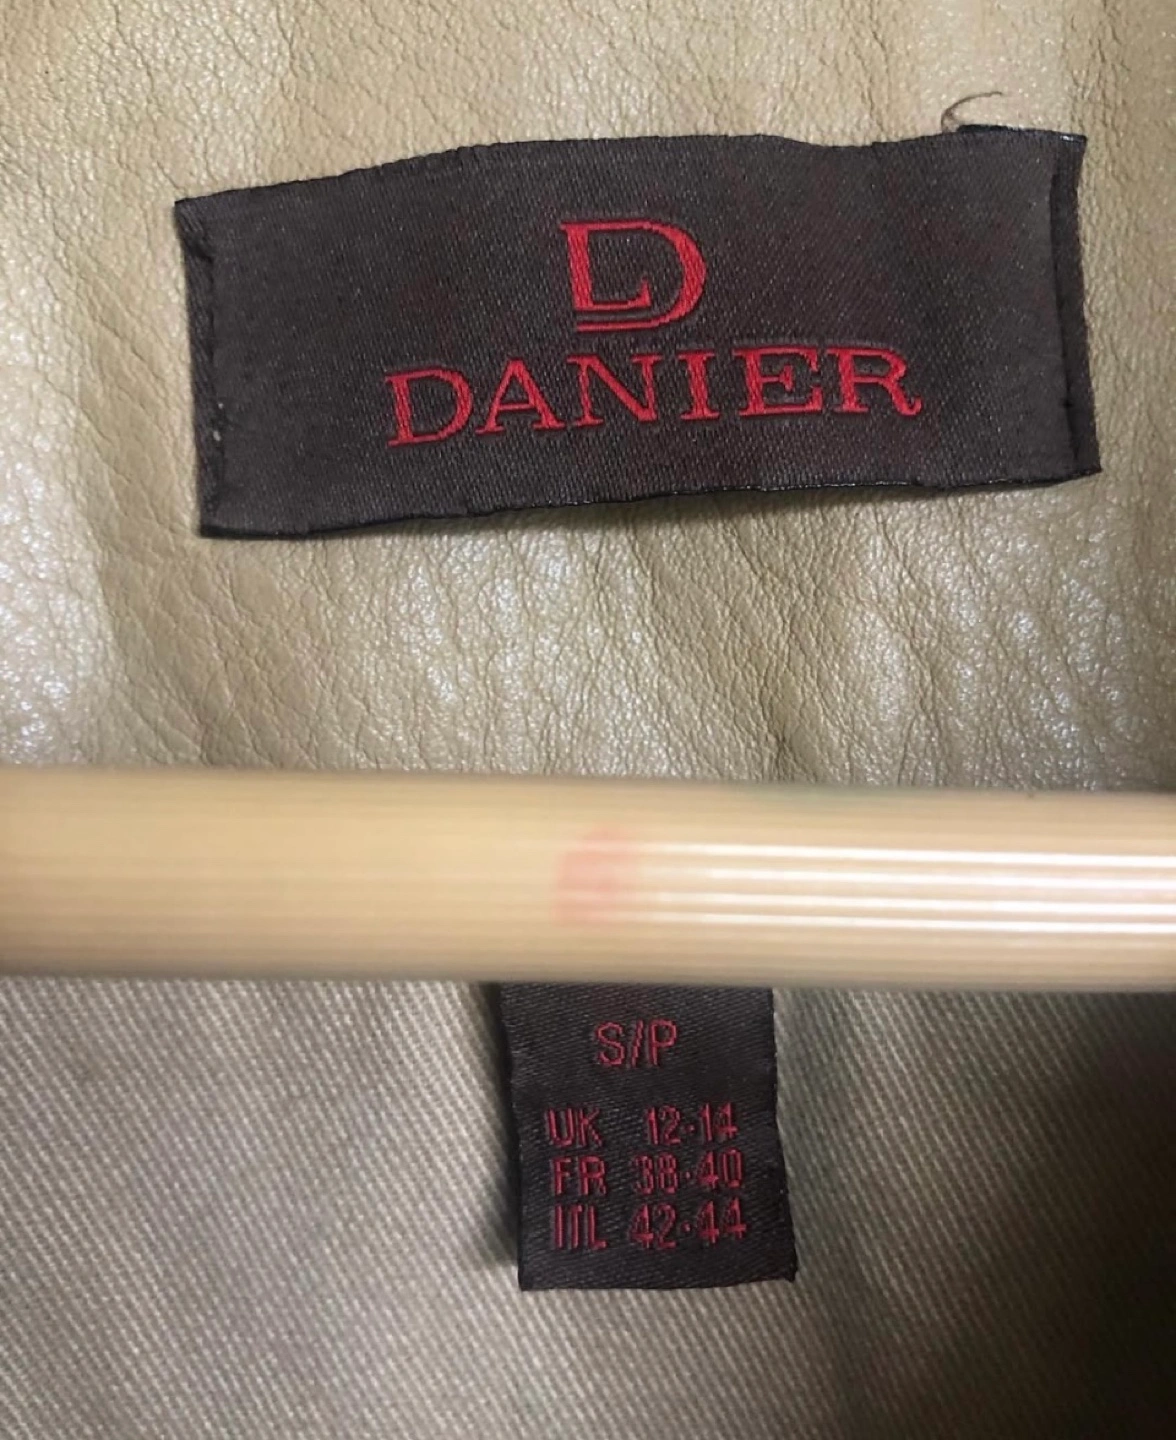 D
DANIER
S/P
UK 12-14
FR 38-40
ITL 42-44